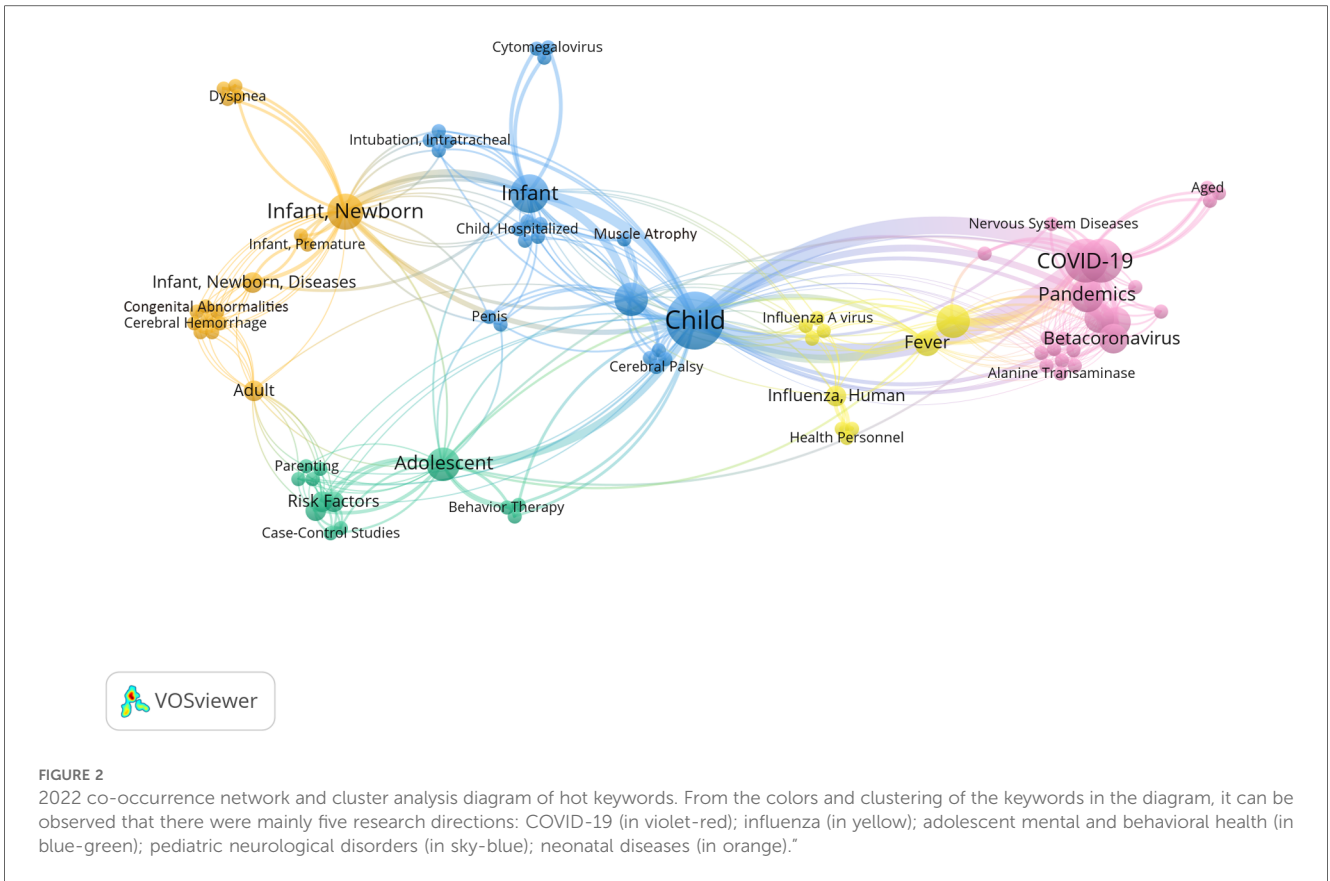 Cytomegalovirus
Dyspnea
Intubation, Intratracheal
Aged
Infant
Infant, Newborn
Nervous System Diseases
Child, Hospitalized
Muscle Atrophy
Infant, Premature
COVID-19
Infant, Newborn, Diseases
Pandemics
Congenital Abnormalities
Penis
Child
Influenza A virus
Cerebral Hemorrhage
Fever
Betacoronavirus
Cerebral Palsy
Alanine Transaminase
Adult
Influenza, Human
Health Personnel
Adolescent
Parenting
Risk Factors
Behavior Therapy
Case-Control Studies
VOSviewer
FIGURE 2
2022 co-occurrence network and cluster analysis diagram of hot keywords. From the colors and clustering of the keywords in the diagram, it can be
observed that there were mainly five research directions: COVID-19 (in violet-red); influenza (in yellow); adolescent mental and behavioral health (in
blue-green); pediatric neurological disorders (in sky-blue); neonatal diseases (in orange).”